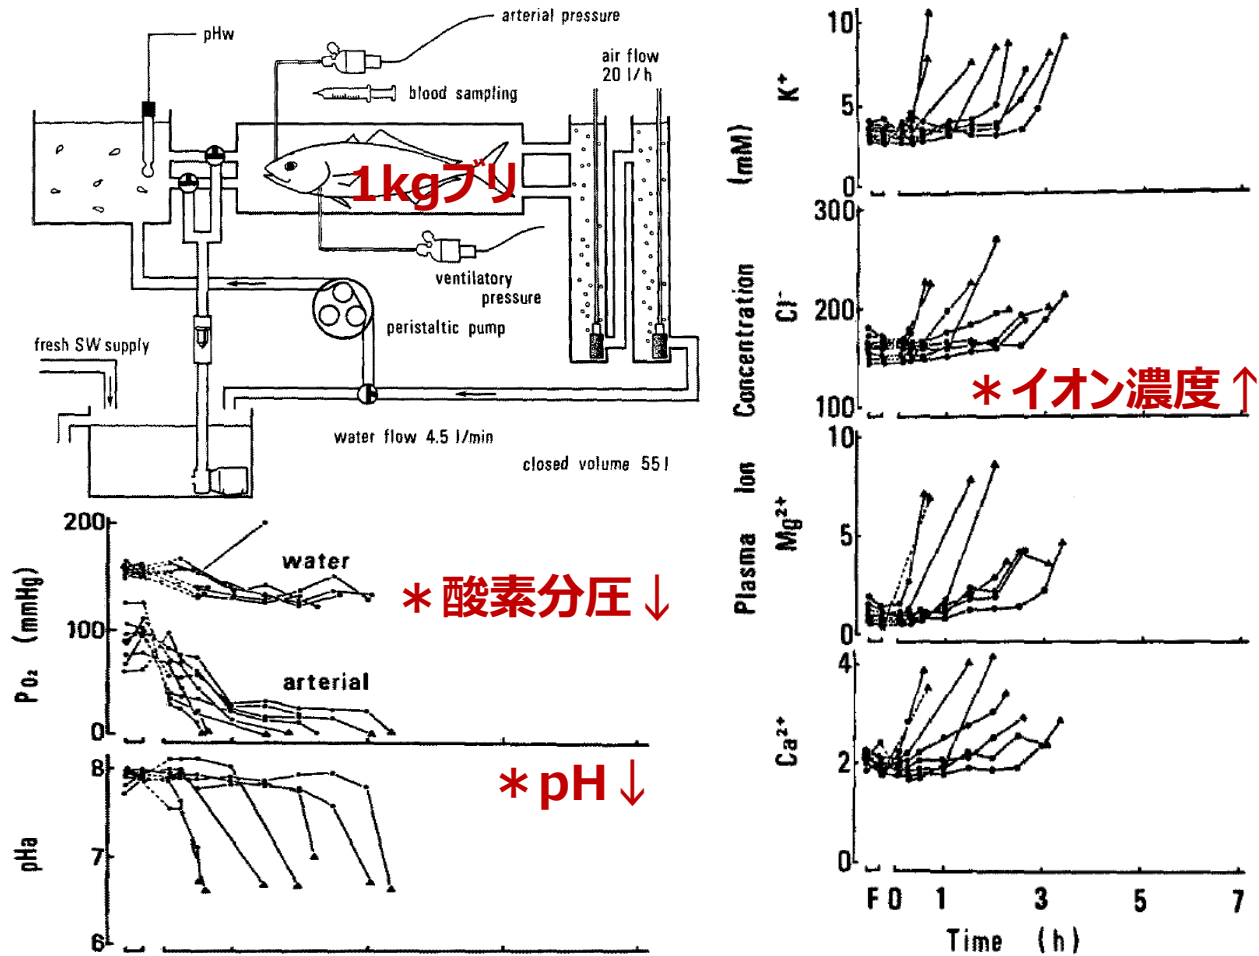 pHw
arterial pressure
air flow
20 l/h
blood sampling
1kgブリ
ventilatory
pressure
peristaltic pump
fresh SW supply
water flow 4.5 l/min
closed volume 55 l
200
100
0
Po₂ (mmHg)
water
arterial
＊酸素分圧↓
8
7
6
pHa
＊pH↓
Plasma Ion Concentration (mM)
10
5
0
K⁺
300
200
100
Cl⁻
＊イオン濃度↑
10
5
0
Mg²⁺
4
2
0
Ca²⁺
F 0 1 3 5 7
Time (h)